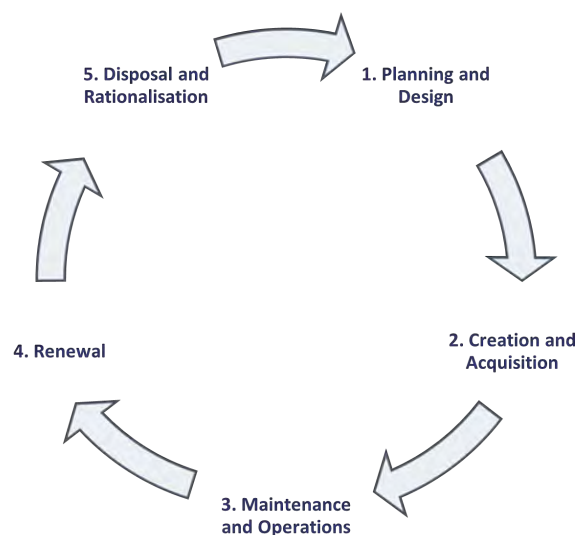 1. Planning and
Design
2. Creation and
Acquisition
3. Maintenance
and Operations
4. Renewal
5. Disposal and
Rationalisation